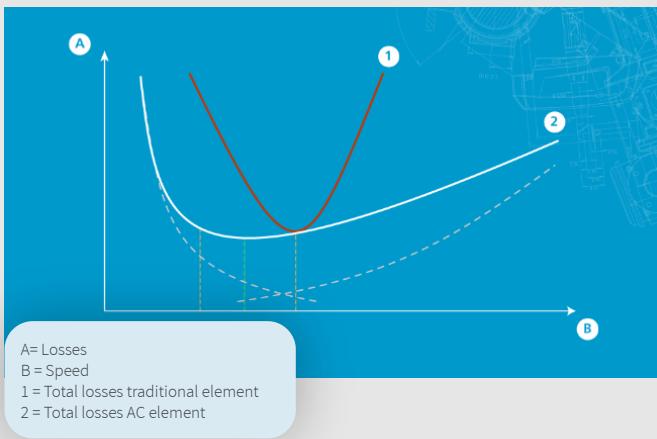 A
1
2
B
A= Losses
B = Speed
1 = Total losses traditional element
2 = Total losses AC element